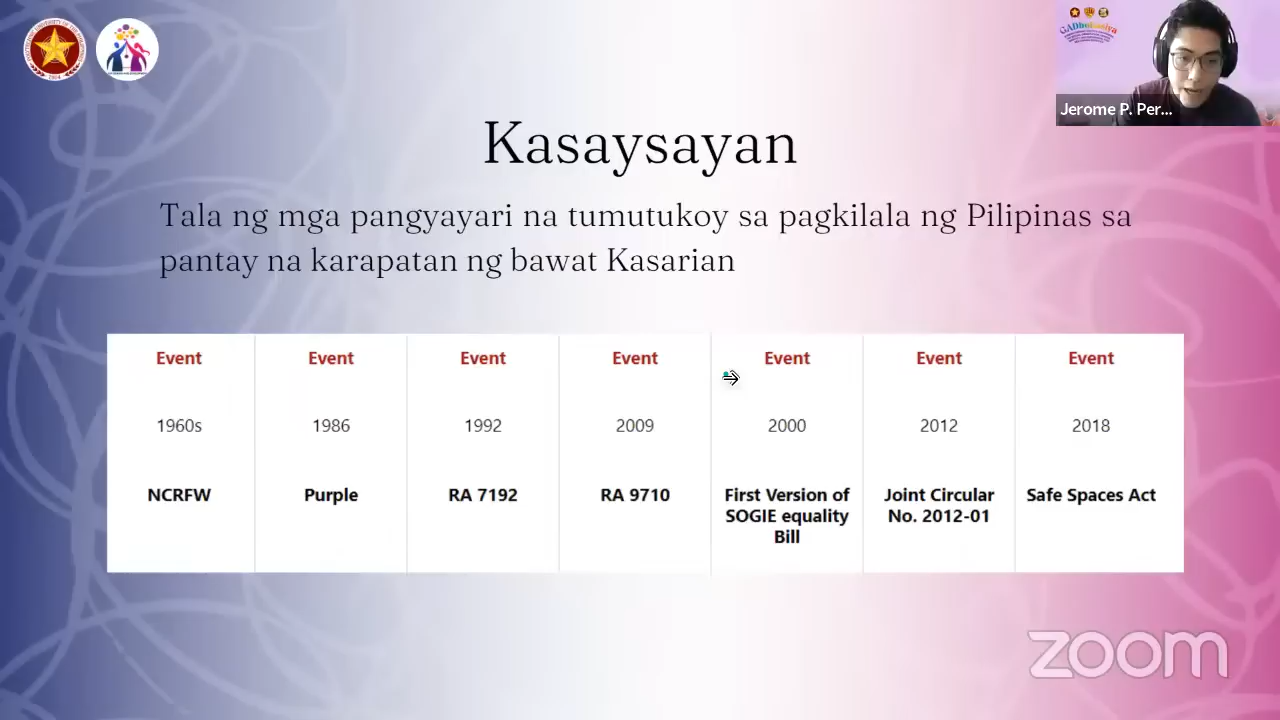 Jerome P. Per...
Kasaysayan
Tala ng mga pangyayari na tumutukoy sa pagkilala ng Pilipinas sa
pantay na karapatan ng bawat Kasarian
Event
1960s
NCRFW
Event
1986
Purple
Event
1992
RA 7192
Event
2009
RA 9710
Event
2000
First Version of
SOGIE equality
Bill
Event
2012
Joint Circular
No. 2012-01
Event
2018
Safe Spaces Act
zoom